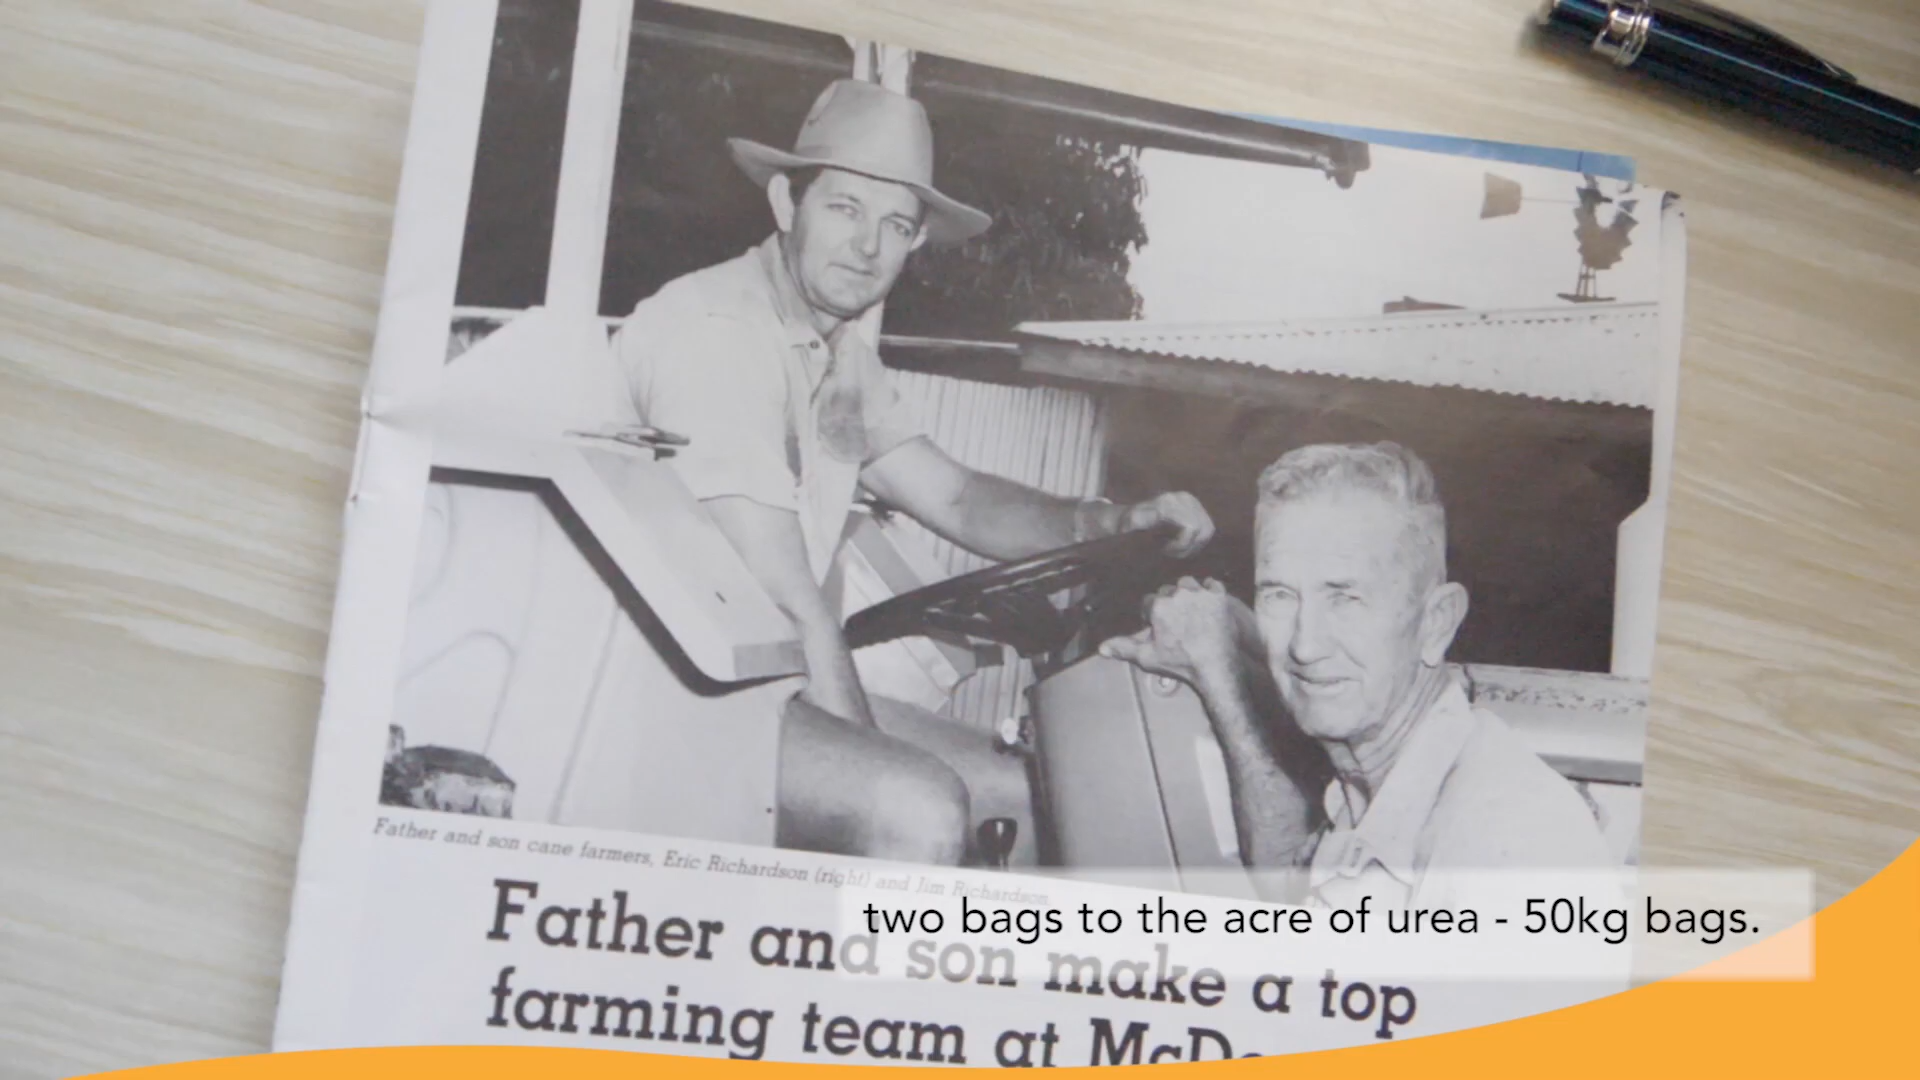 Father and son cane farmers, Eric Richardson (right) and Jim Richardson.
Father and son make a top
farming team at McD
two bags to the acre of urea - 50kg bags.